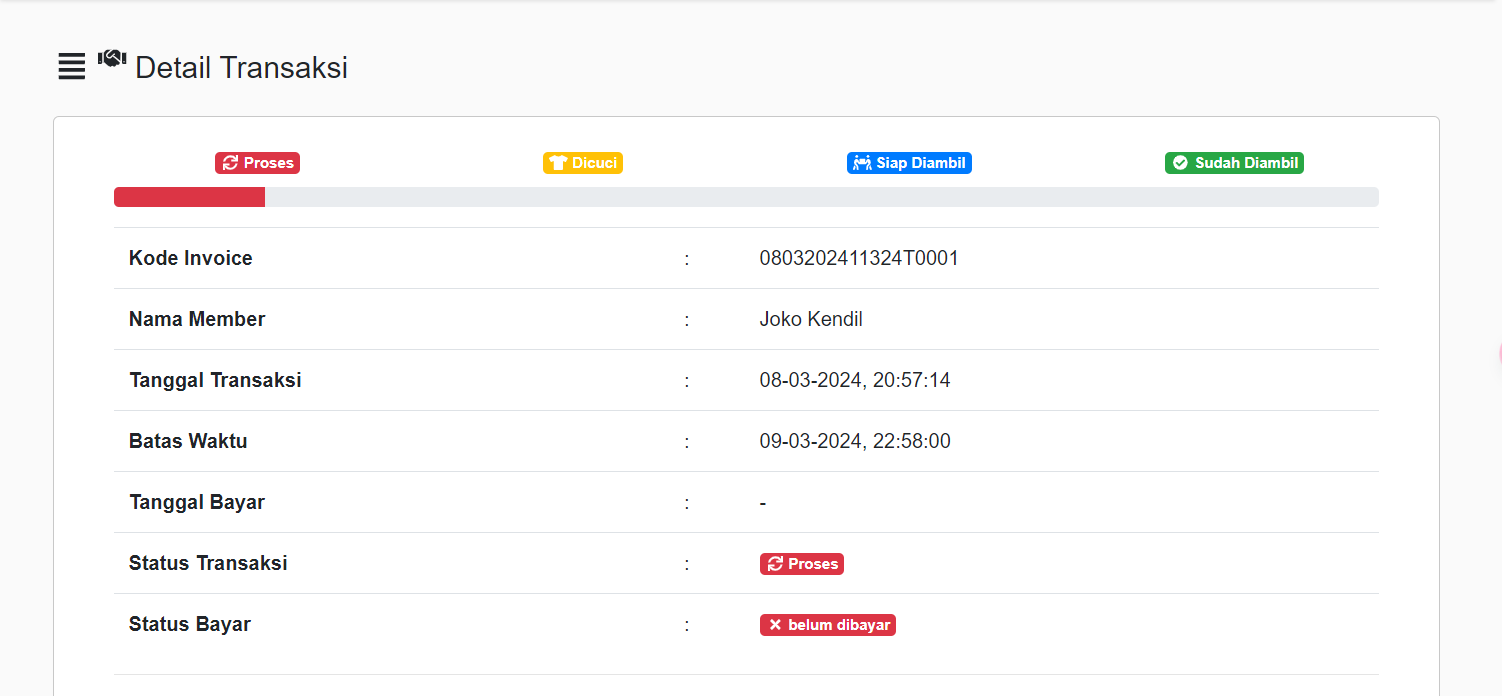 Detail Transaksi
Proses Dicuci Siap Diambil Sudah Diambil
Kode Invoice : 0803202411324T0001
Nama Member : Joko Kendil
Tanggal Transaksi : 08-03-2024, 20:57:14
Batas Waktu : 09-03-2024, 22:58:00
Tanggal Bayar : -
Status Transaksi : Proses
Status Bayar : belum dibayar